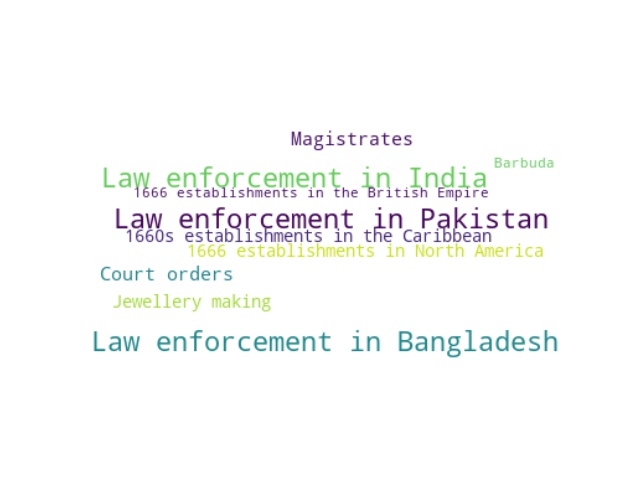 Magistrates
Barbuda
Law enforcement in India
1666 establishments in the British Empire
Law enforcement in Pakistan
1660s establishments in the Caribbean
1666 establishments in North America
Court orders
Jewellery making
Law enforcement in Bangladesh